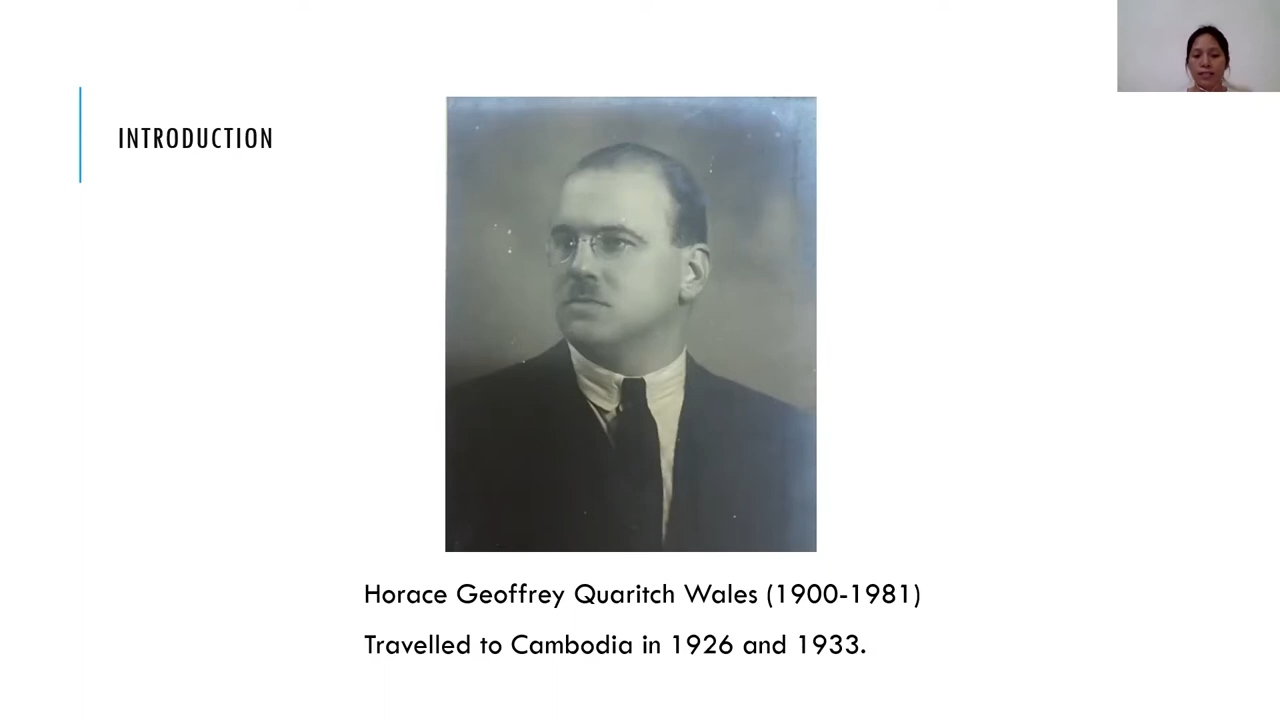 INTRODUCTION
Horace Geoffrey Quaritch Wales (1900-1981)
Travelled to Cambodia in 1926 and 1933.